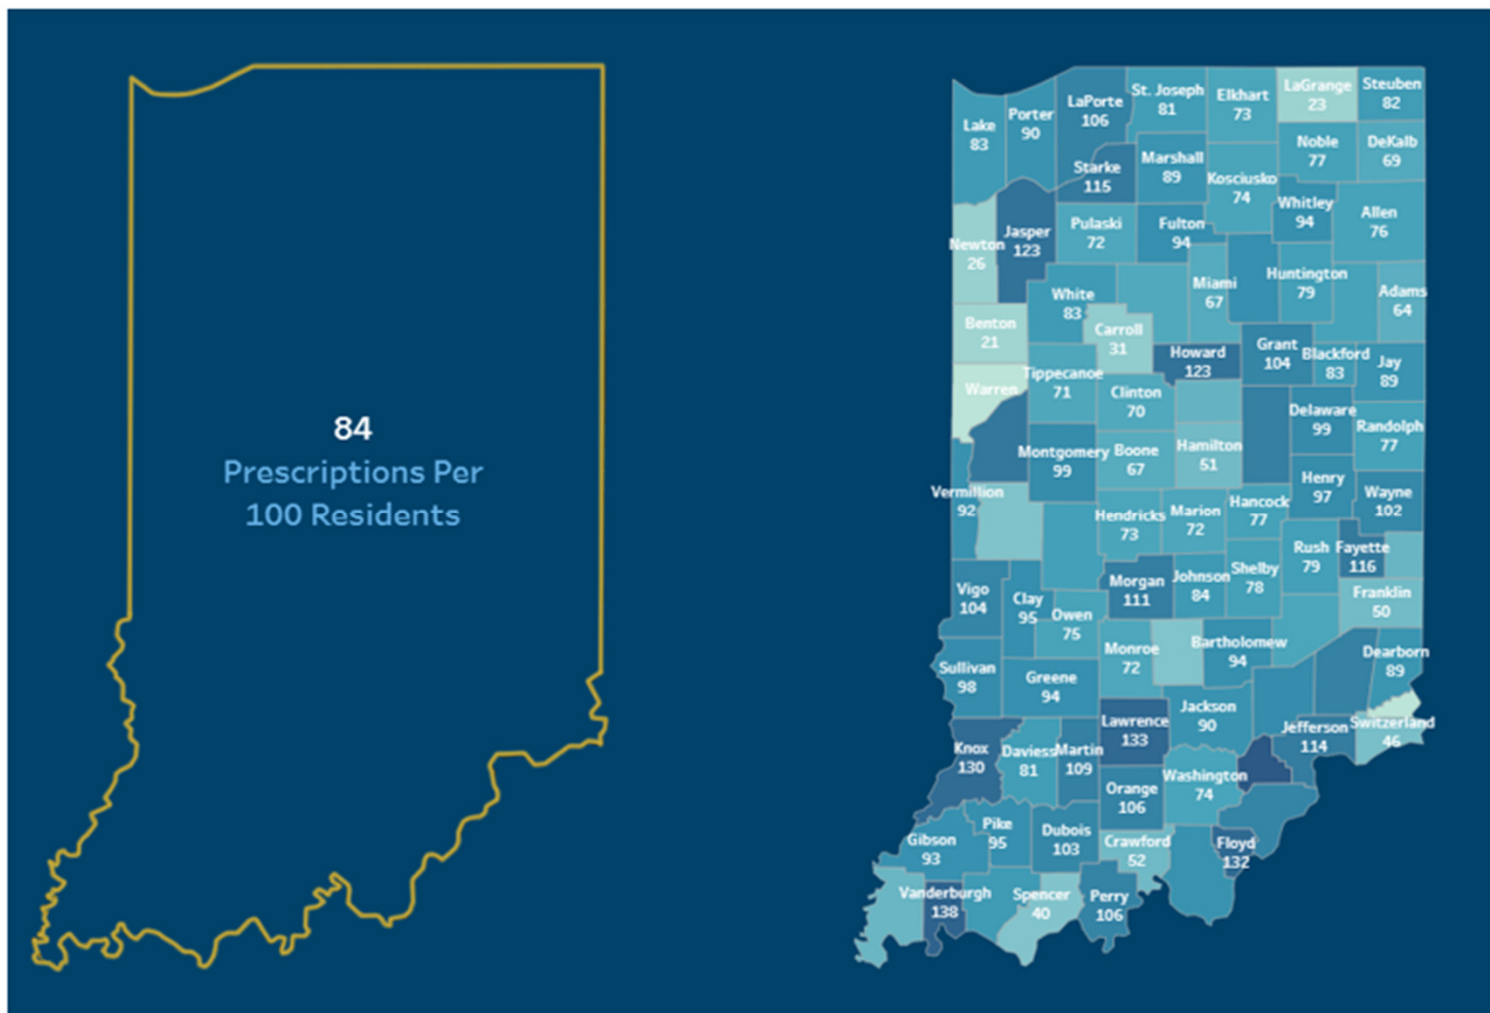 84
Prescriptions Per
100 Residents
LaGrange
23
Steuben
82
St. Joseph
81
Elkhart
73
LaPorte
106
Porter
90
Lake
83
Noble
77
DeKalb
69
Marshall
89
Starke
115
Kosciusko
74
Whitley
94
Allen
76
Pulaski
72
Fulton
94
Jasper
123
Newton
26
Huntington
79
Miami
67
Adams
64
White
83
Benton
21
Carroll
31
Howard
123
Grant
104
Blackford
83
Jay
89
Tippecanoe
71
Warren
Clinton
70
Delaware
99
Randolph
77
Hamilton
51
Montgomery
99
Boone
67
Henry
97
Wayne
102
Vermillion
92
Hancock
77
Marion
72
Hendricks
73
Rush
79
Fayette
116
Shelby
78
Johnson
84
Morgan
111
Vigo
104
Clay
95
Franklin
50
Owen
75
Bartholomew
94
Monroe
72
Dearborn
89
Sullivan
98
Greene
94
Jackson
90
Lawrence
133
Switzerland
46
Jefferson
114
Knox
130
Daviess
81
Martin
109
Washington
74
Orange
106
Pike
95
Dubois
103
Gibson
93
Crawford
52
Floyd
132
Vanderburgh
138
Spencer
40
Perry
106